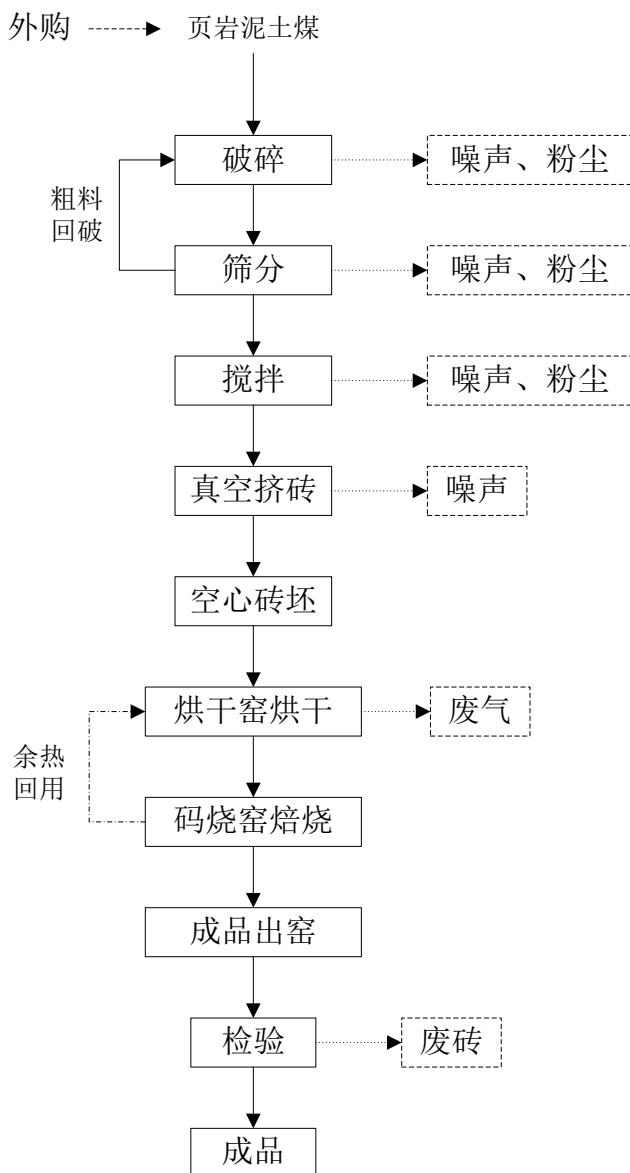 外购
页岩泥土煤
破碎
噪声、粉尘
粗料
回破
筛分
噪声、粉尘
搅拌
噪声、粉尘
真空挤砖
噪声
空心砖坯
烘干窑烘干
废气
余热
回用
码烧窑焙烧
成品出窑
检验
废砖
成品